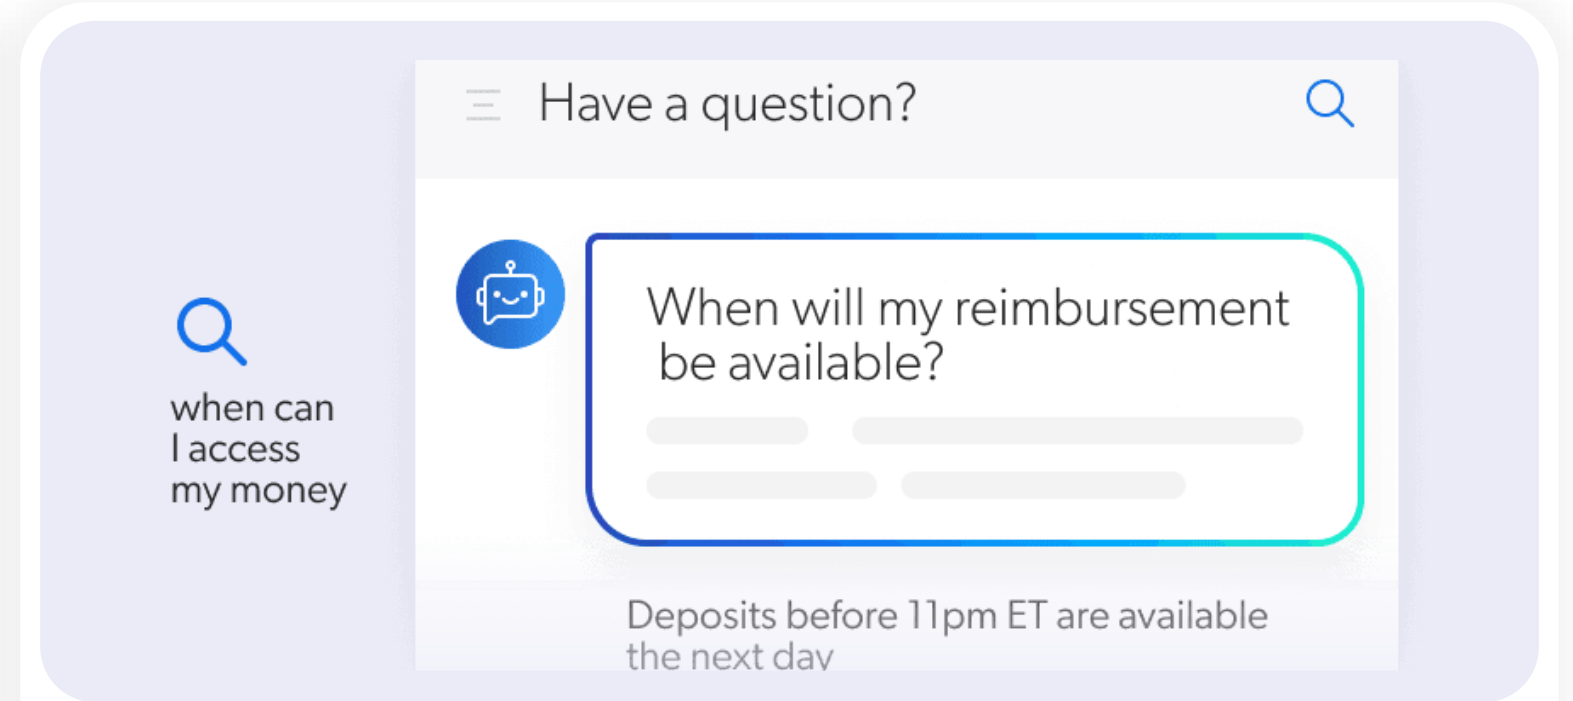 when can
I access
my money
Have a question?
When will my reimbursement
be available?
Deposits before 11pm ET are available
the next day